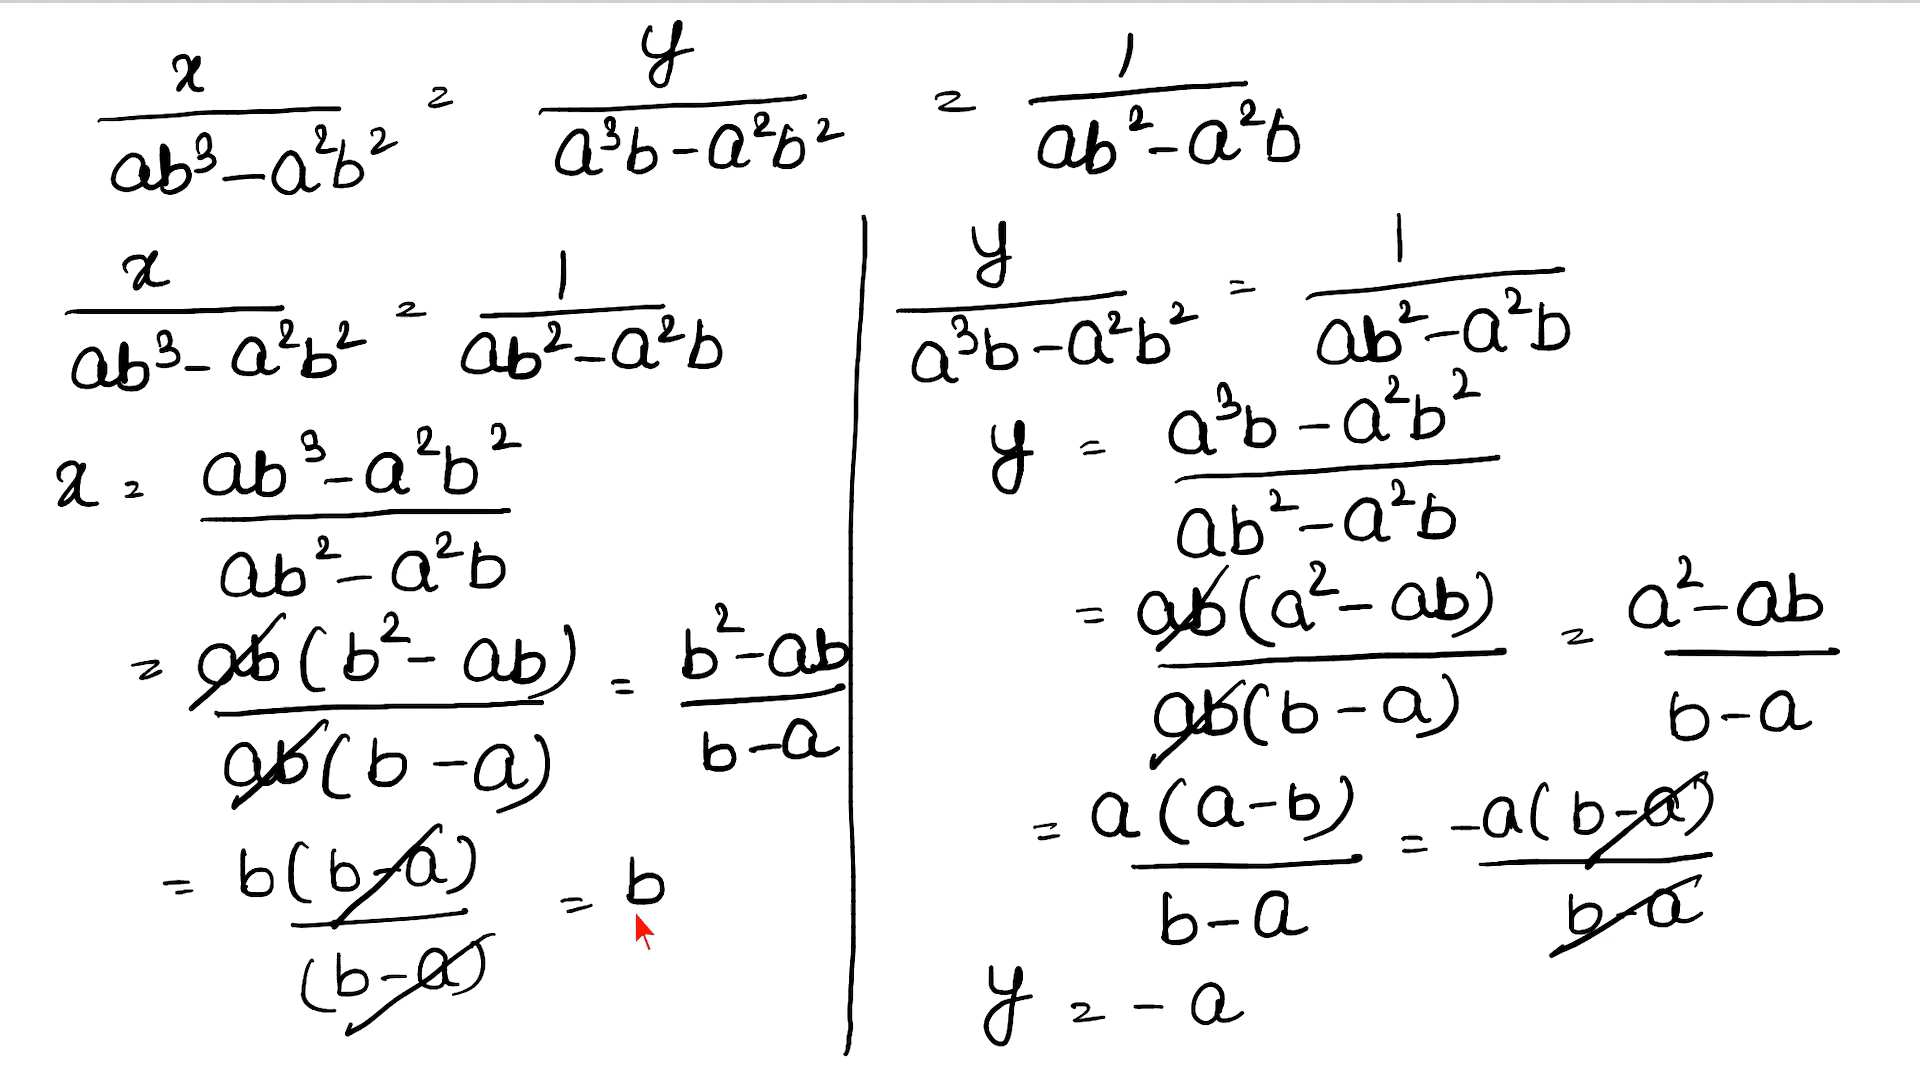 x/(ab³-a²b²) = y/(a³b-a²b²) = 1/(ab²-a²b)
x/(ab³-a²b²) = 1/(ab²-a²b)
x = (ab³-a²b²)/(ab²-a²b)
= ab(b²-ab)/ab(b-a) = (b²-ab)/(b-a)
= b(b-a)/(b-a) = b
y/(a³b-a²b²) = 1/(ab²-a²b)
y = (a³b-a²b²)/(ab²-a²b)
= ab(a²-ab)/ab(b-a) = (a²-ab)/(b-a)
= a(a-b)/(b-a) = -a(b-a)/(b-a)
y = -a